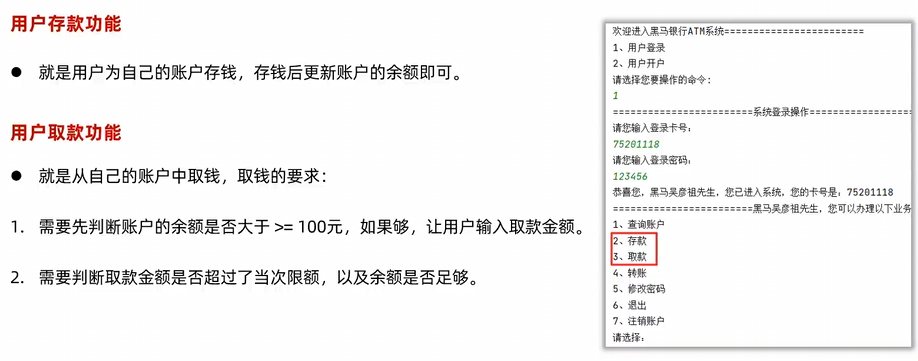 用户存款功能
● 就是用户为自己的账户存钱，存钱后更新账户的余额即可。
用户取款功能
● 就是从自己的账户中取钱，取钱的要求：
1. 需要先判断账户的余额是否大于 >= 100元，如果够，让用户输入取款金额。
2. 需要判断取款金额是否超过了当次限额，以及余额是否足够。
欢迎进入黑马银行ATM系统========================
1、用户登录
2、用户开户
请选择您要操作的命令：
1
========================系统登录操作==================
请您输入登录卡号：
75201118
请您输入登录密码：
123456
恭喜您，黑马吴彦祖先生，您已进入系统，您的卡号是：75201118
========================黑马吴彦祖先生，您可以办理以下业务
1、查询账户
2、存款
3、取款
4、转账
5、修改密码
6、退出
7、注销账户
请选择：